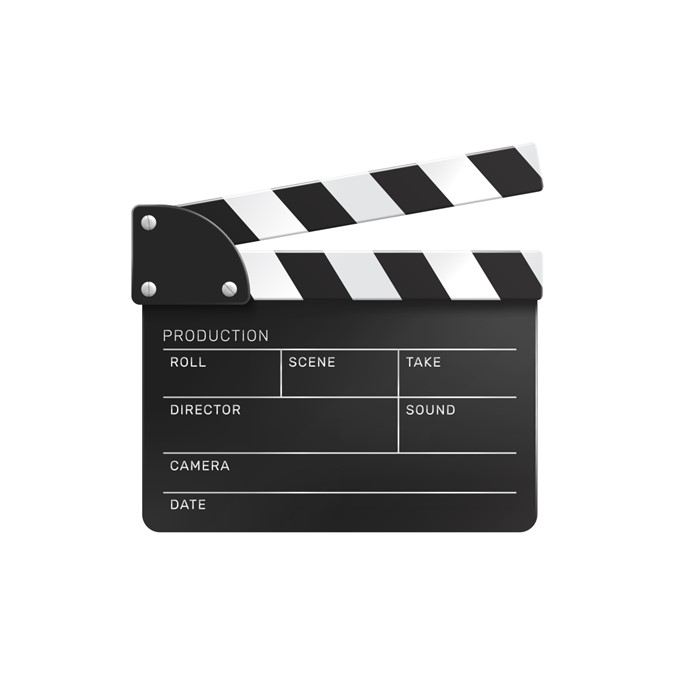 PRODUCTION
ROLL SCENE TAKE
DIRECTOR SOUND
CAMERA
DATE